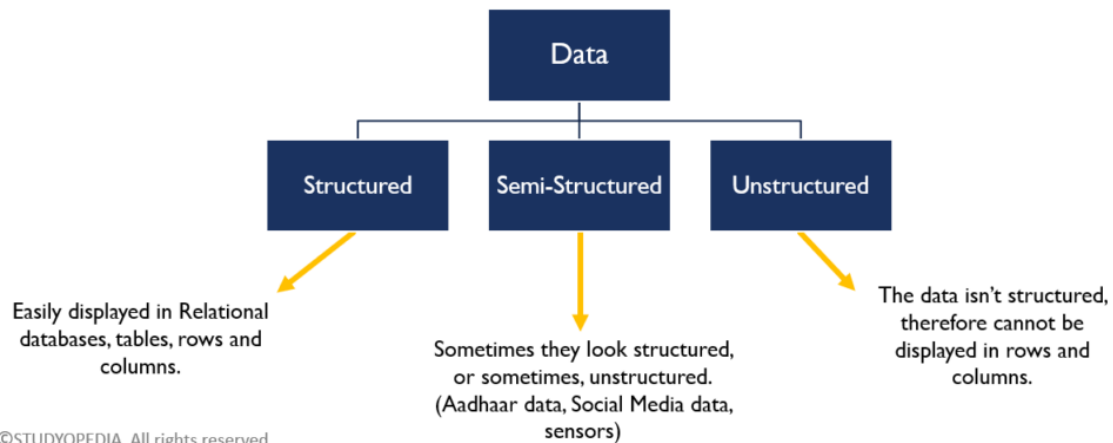 Data
Structured
Semi-Structured
Unstructured
Easily displayed in Relational
databases, tables, rows and
columns.
Sometimes they look structured,
or sometimes, unstructured.
(Aadhaar data, Social Media data,
sensors)
The data isn't structured,
therefore cannot be
displayed in rows and
columns.
©STUDYOPEDIA. All rights reserved